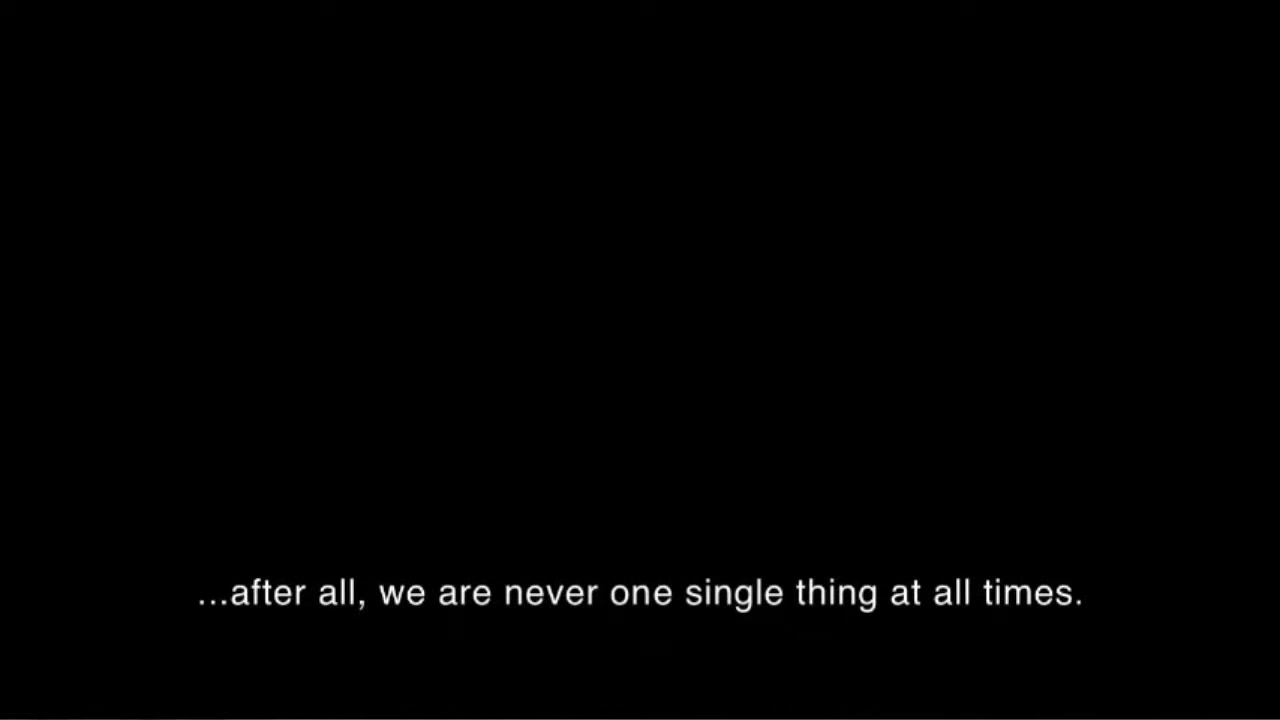 ...after all, we are never one single thing at all times.